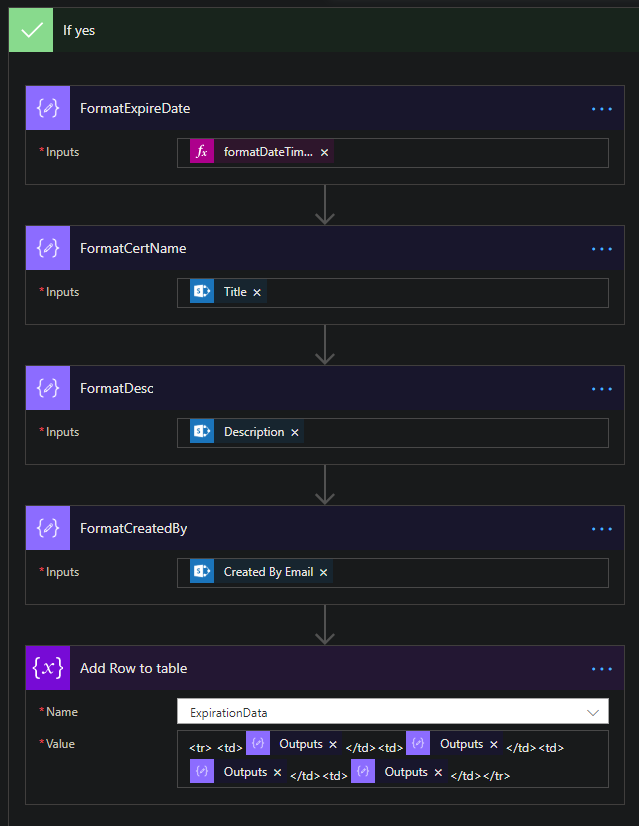 If yes
FormatExpireDate
* Inputs
fx formatDateTim... ×
FormatCertName
* Inputs
Title ×
FormatDesc
* Inputs
Description ×
FormatCreatedBy
* Inputs
Created By Email ×
{x} Add Row to table
* Name
ExpirationData
* Value
<tr> <td> Outputs × </td><td> Outputs × </td><td>
Outputs × </td><td> Outputs × </td></tr>